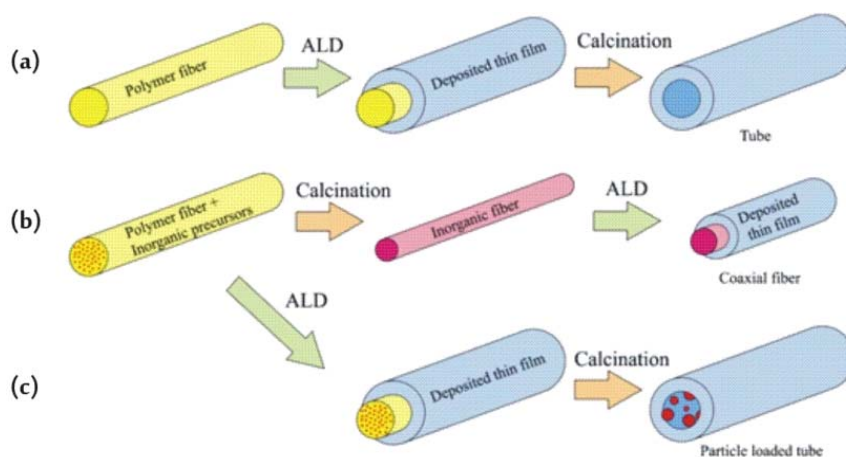 (a)
Polymer fiber
ALD
Deposited thin film
Calcination
Tube
(b)
Polymer fiber +
Inorganic precursors
Calcination
Inorganic fiber
ALD
Deposited
thin film
Coaxial fiber
ALD
(c)
Deposited thin film
Calcination
Particle loaded tube